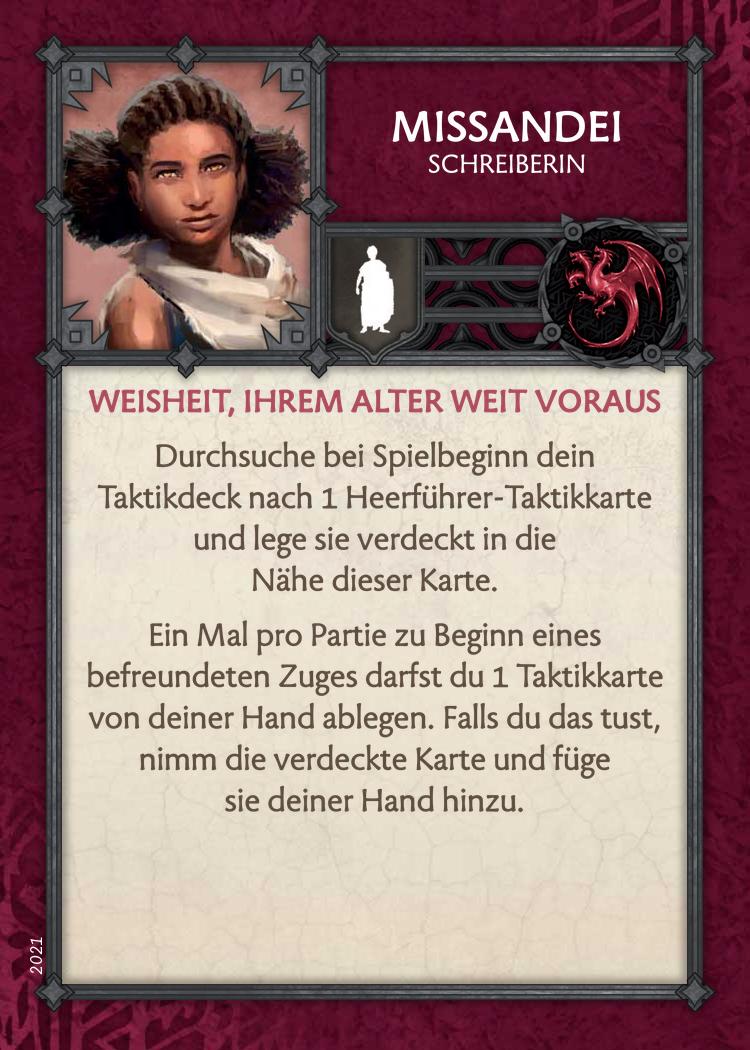 MISSANDEI
SCHREIBERIN
WEISHEIT, IHREM ALTER WEIT VORAUS
Durchsuche bei Spielbeginn dein
Taktikdeck nach 1 Heerführer-Taktikkarte
und lege sie verdeckt in die
Nähe dieser Karte.
Ein Mal pro Partie zu Beginn eines
befreundeten Zuges darfst du 1 Taktikkarte
von deiner Hand ablegen. Falls du das tust,
nimm die verdeckte Karte und füge
sie deiner Hand hinzu.
2021